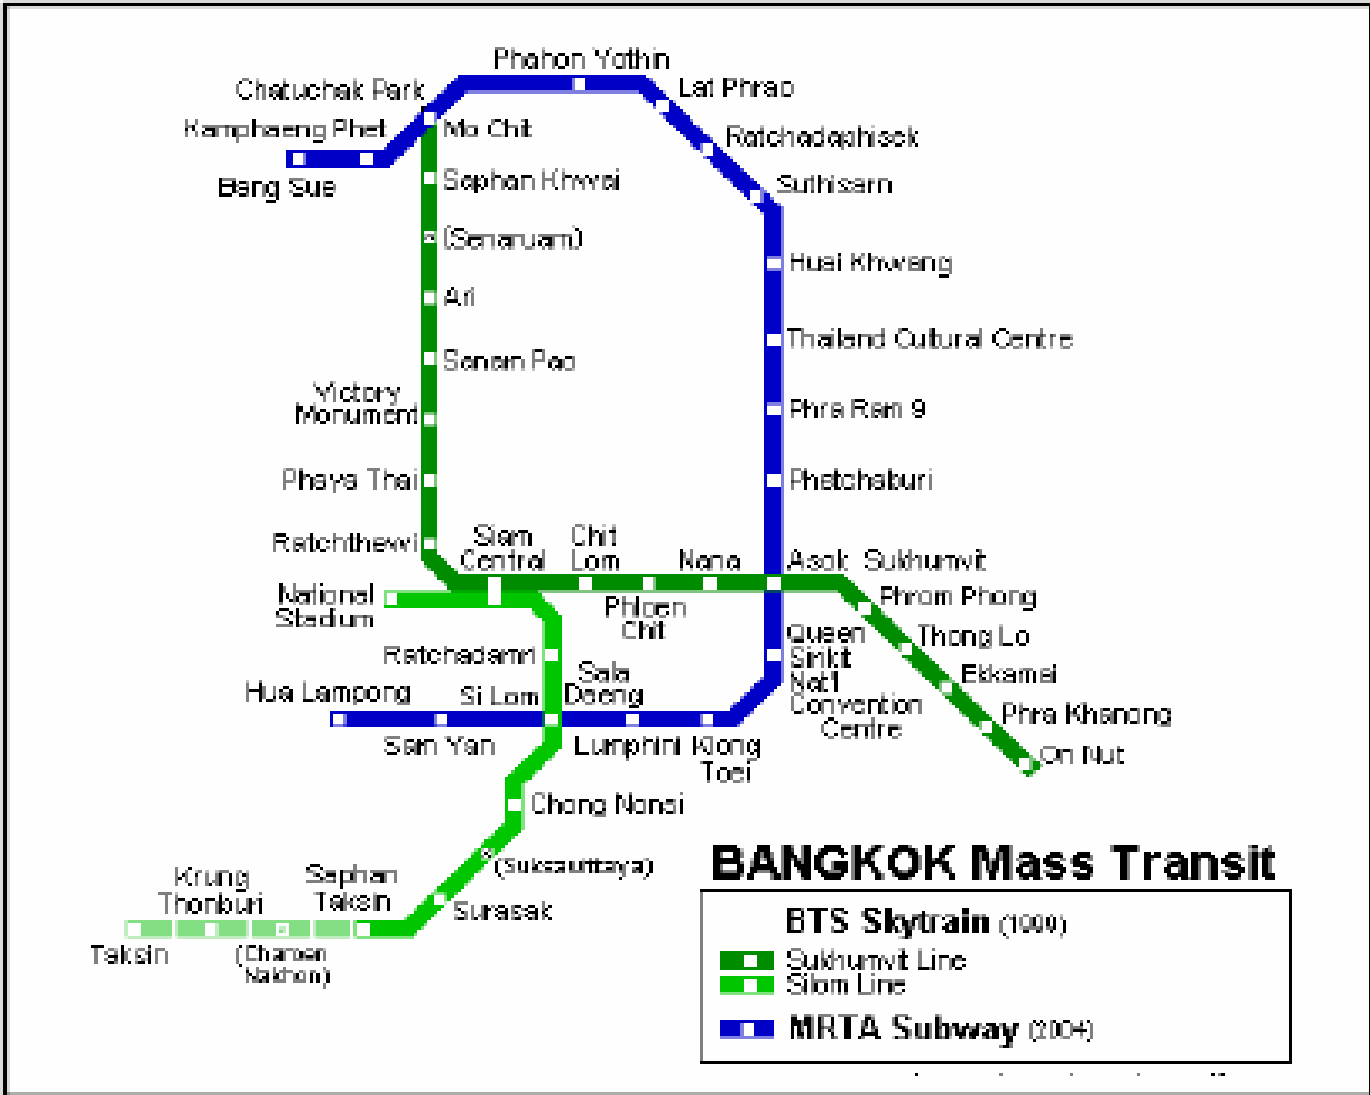 Phahon Yothin
Chatuchak Park
Lat Phrao
Kamphaeng Phet
Mo Chit
Ratchadaphisek
Bang Sue
Saphan Khwai
Suthisarn
(Senaruam)
Huai Khwang
Ari
Thailand Cultural Centre
Sanam Pao
Victory
Monument
Phra Ram 9
Phaya Thai
Phetchaburi
Ratchthewi
Siam
Central
Chit
Lom
Nana
Asok
Sukhumvit
National
Stadium
Phloen
Chit
Phrom Phong
Thong Lo
Queen
Sirikit
Nat'l
Convention
Centre
Ratchadamri
Sala
Daeng
Ekkamai
Hua Lampong
Si Lom
Phra Khanong
Sam Yan
Lumphini
Klong
Toei
On Nut
Chong Nonsi
(Suksavittaya)
Krung
Thonburi
Saphan
Taksin
Surasak
Taksin
(Charoen
Nakhon)
BANGKOK Mass Transit
BTS Skytrain (1999)
Sukhumvit Line
Silom Line
MRTA Subway (2004)